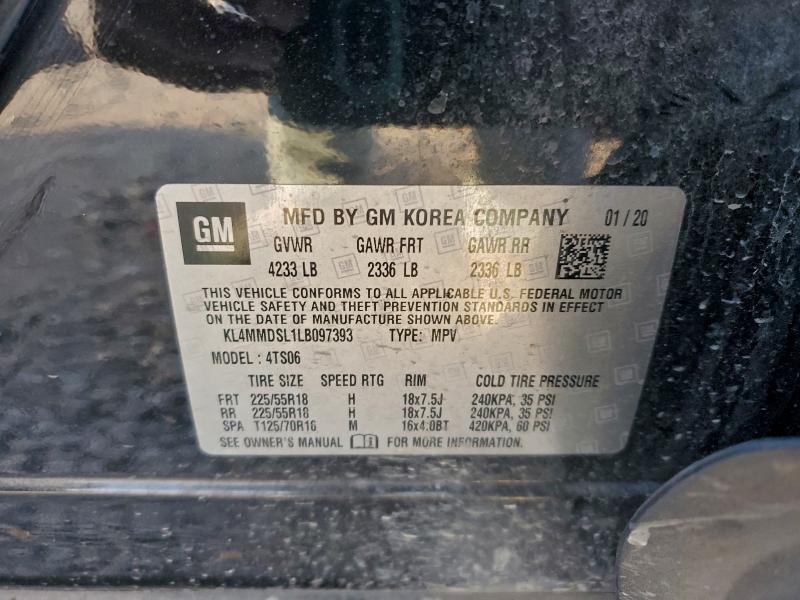 GM MFD BY GM KOREA COMPANY 01 / 20
GVWR GAWR FRT GAWR RR
4233 LB 2336 LB 2336 LB
THIS VEHICLE CONFORMS TO ALL APPLICABLE U.S. FEDERAL MOTOR
VEHICLE SAFETY AND THEFT PREVENTION STANDARDS IN EFFECT
ON THE DATE OF MANUFACTURE SHOWN ABOVE.
KL4MMDSL1LB097393 TYPE: MPV
MODEL : 4TS06
TIRE SIZE SPEED RTG RIM COLD TIRE PRESSURE
FRT 225/55R18 H 18x7.5J 240KPA, 35 PSI
RR 225/55R18 H 18x7.5J 240KPA, 35 PSI
SPA T125/70R16 M 16x4.0BT 420KPA, 60 PSI
SEE OWNER'S MANUAL FOR MORE INFORMATION.